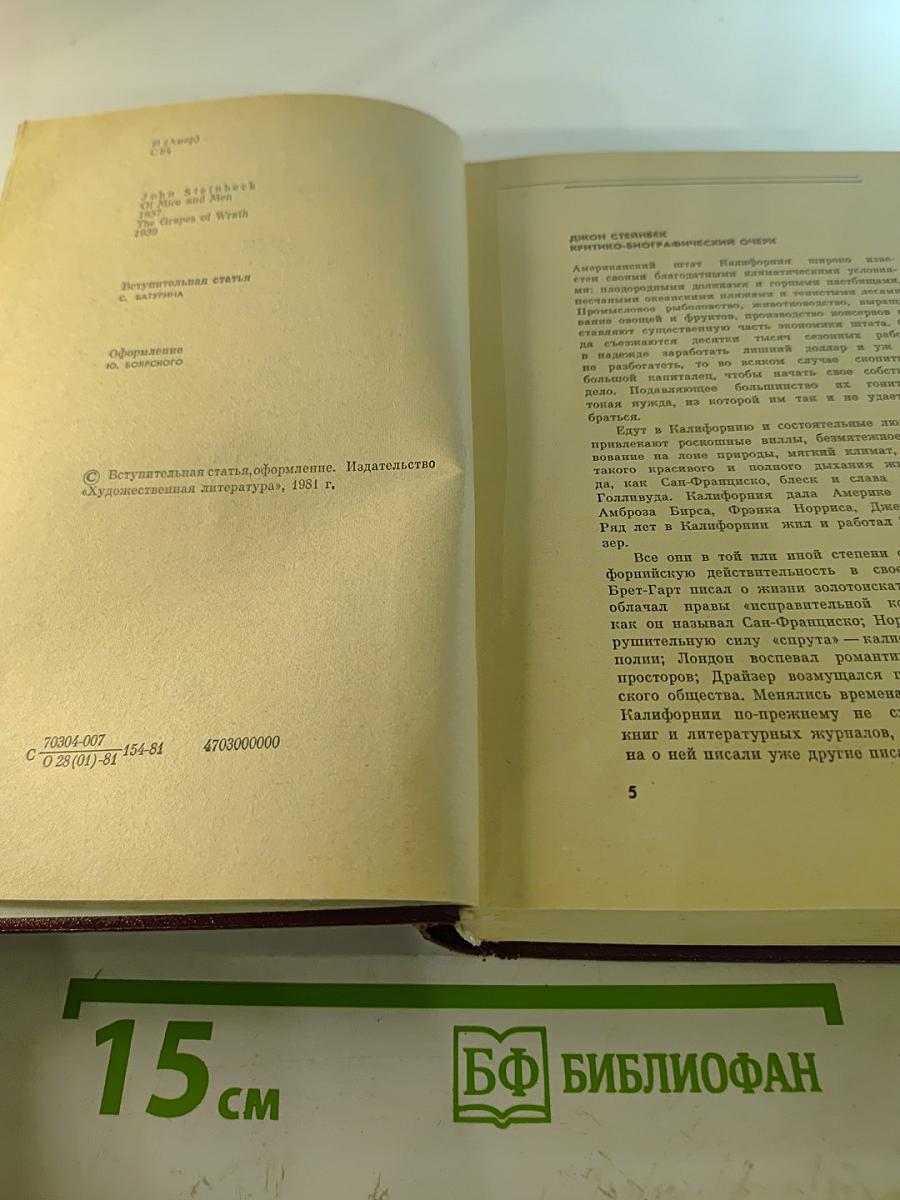 И (Амер)
С 84
John Steinbeck
Of Mice and Men
1937
The Grapes of Wrath
1939
Вступительная статья
С. БАТУРИНА
Оформление
Ю. БОЯРСКОГО
© Вступительная статья, оформление. Издательство
«Художественная литература», 1981 г.
С 70304-007
О 28 (01)-81 154-81 4703000000
ДЖОН СТЕЙНБЕК
КРИТИКО-БИОГРАФИЧЕСКИЙ ОЧЕРК
Американский штат Калифорния широко изве-
стен своими благодатными климатическими условия-
ми: плодородными долинами и горными пастбищами,
песчаными океанскими пляжами и тенистыми лесами.
Промысловое рыболовство, животноводство, выращи
вание овощей и фруктов, производство консервов с
ставляют существенную часть экономики штата. С
да съезжаются десятки тысяч сезонных рабо
в надежде заработать лишний доллар и уж
не разбогатеть, то во всяком случае скопит
большой капиталец, чтобы начать свое собст
дело. Подавляющее большинство их гонит
токая нужда, из которой им так и не удает
браться.
Едут в Калифорнию и состоятельные лю
привлекают роскошные виллы, безмятежное
вование на лоне природы, мягкий климат,
такого красивого и полного дыхания жи
да, как Сан-Франциско, блеск и слава
Голливуда. Калифорния дала Америке
Амброза Бирса, Фрэнка Норриса, Дже
Ряд лет в Калифорнии жил и работал
зер.
Все они в той или иной степени о
форнийскую действительность в свое
Брет-Гарт писал о жизни золотоискат
облачал нравы «исправительной ко
как он называл Сан-Франциско; Нор
рушительную силу «спрута» — кали
полии; Лондон воспевал романти
просторов; Драйзер возмущался п
ского общества. Менялись времена
Калифорнии по-прежнему не с
книг и литературных журналов,
на о ней писали уже другие писа
5
15 см
БФ БИБЛИОФАН